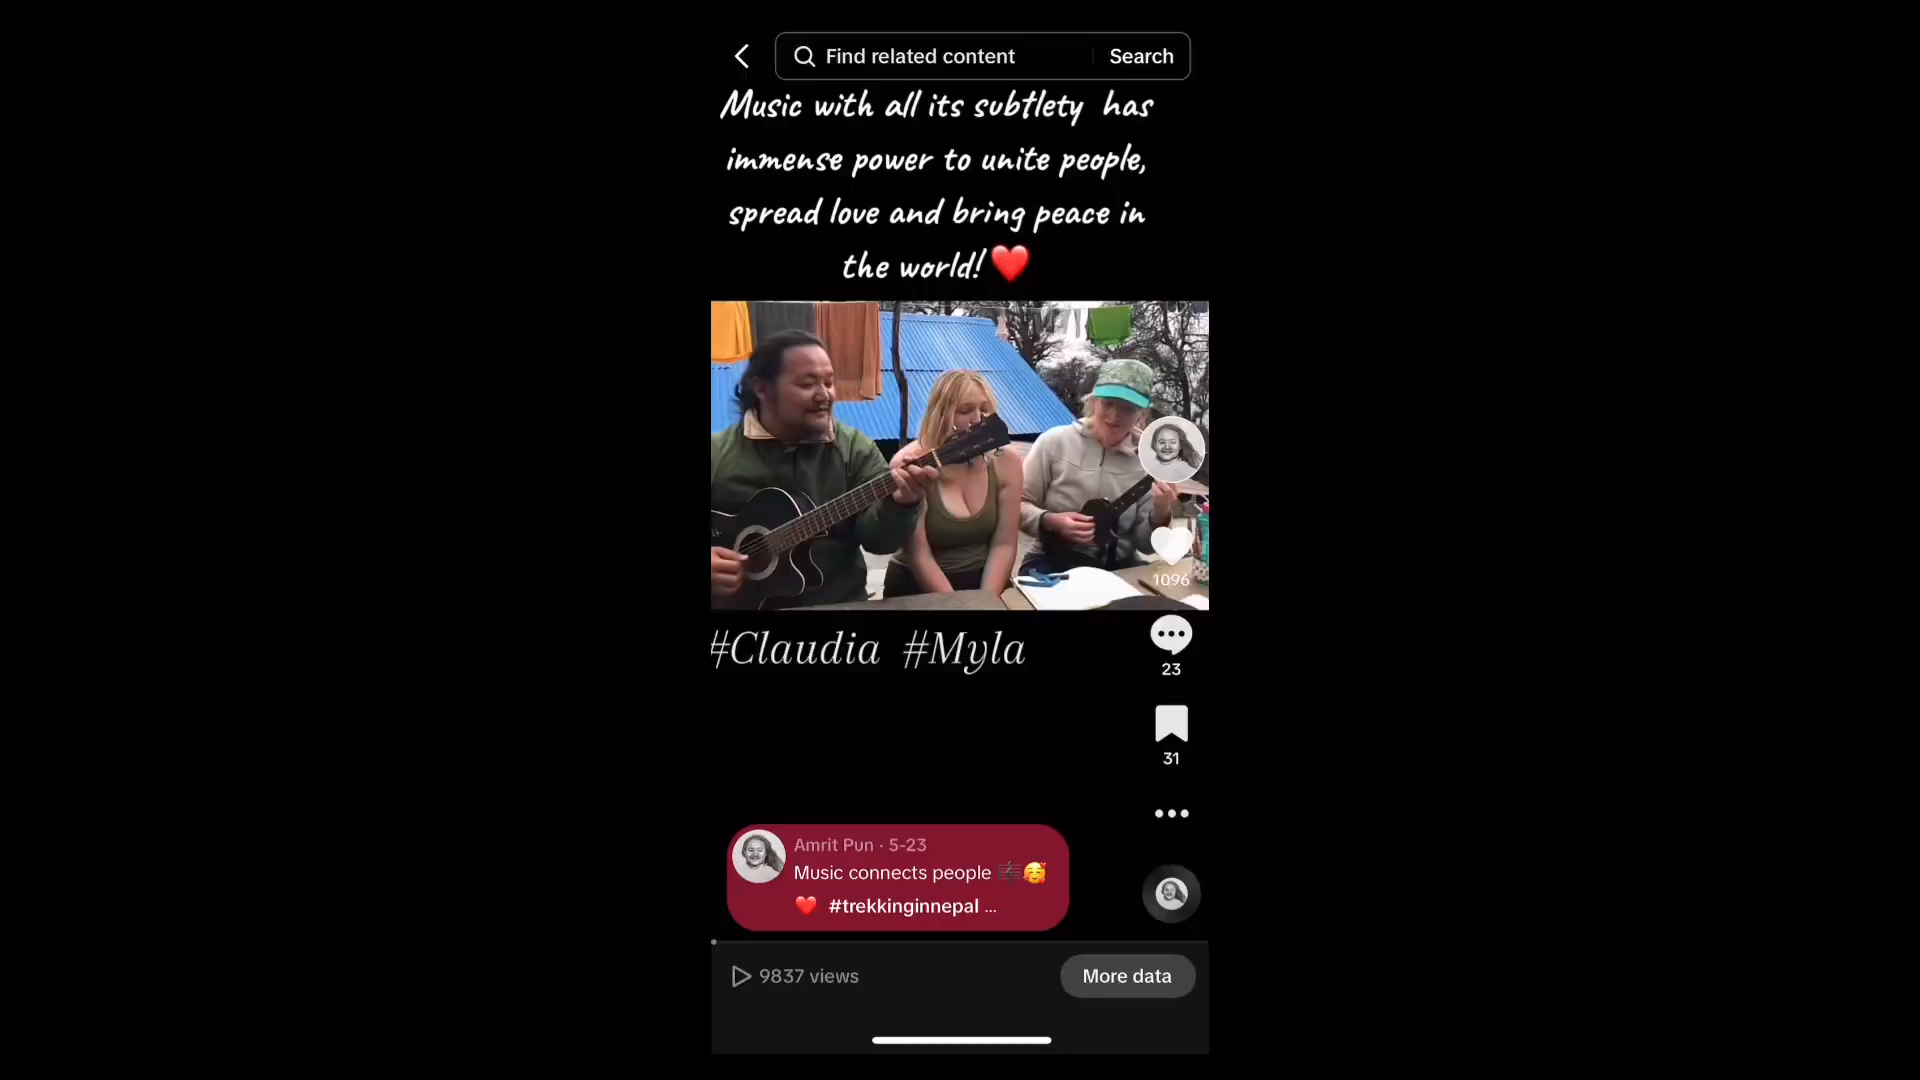 Find related content
Search
Music with all its subtlety has
immense power to unite people,
spread love and bring peace in
the world!❤️
1096
#Claudia #Myla
23
31
Amrit Pun · 5-23
Music connects people 🎼🥰
❤️ #trekkinginnepal ...
9837 views
More data